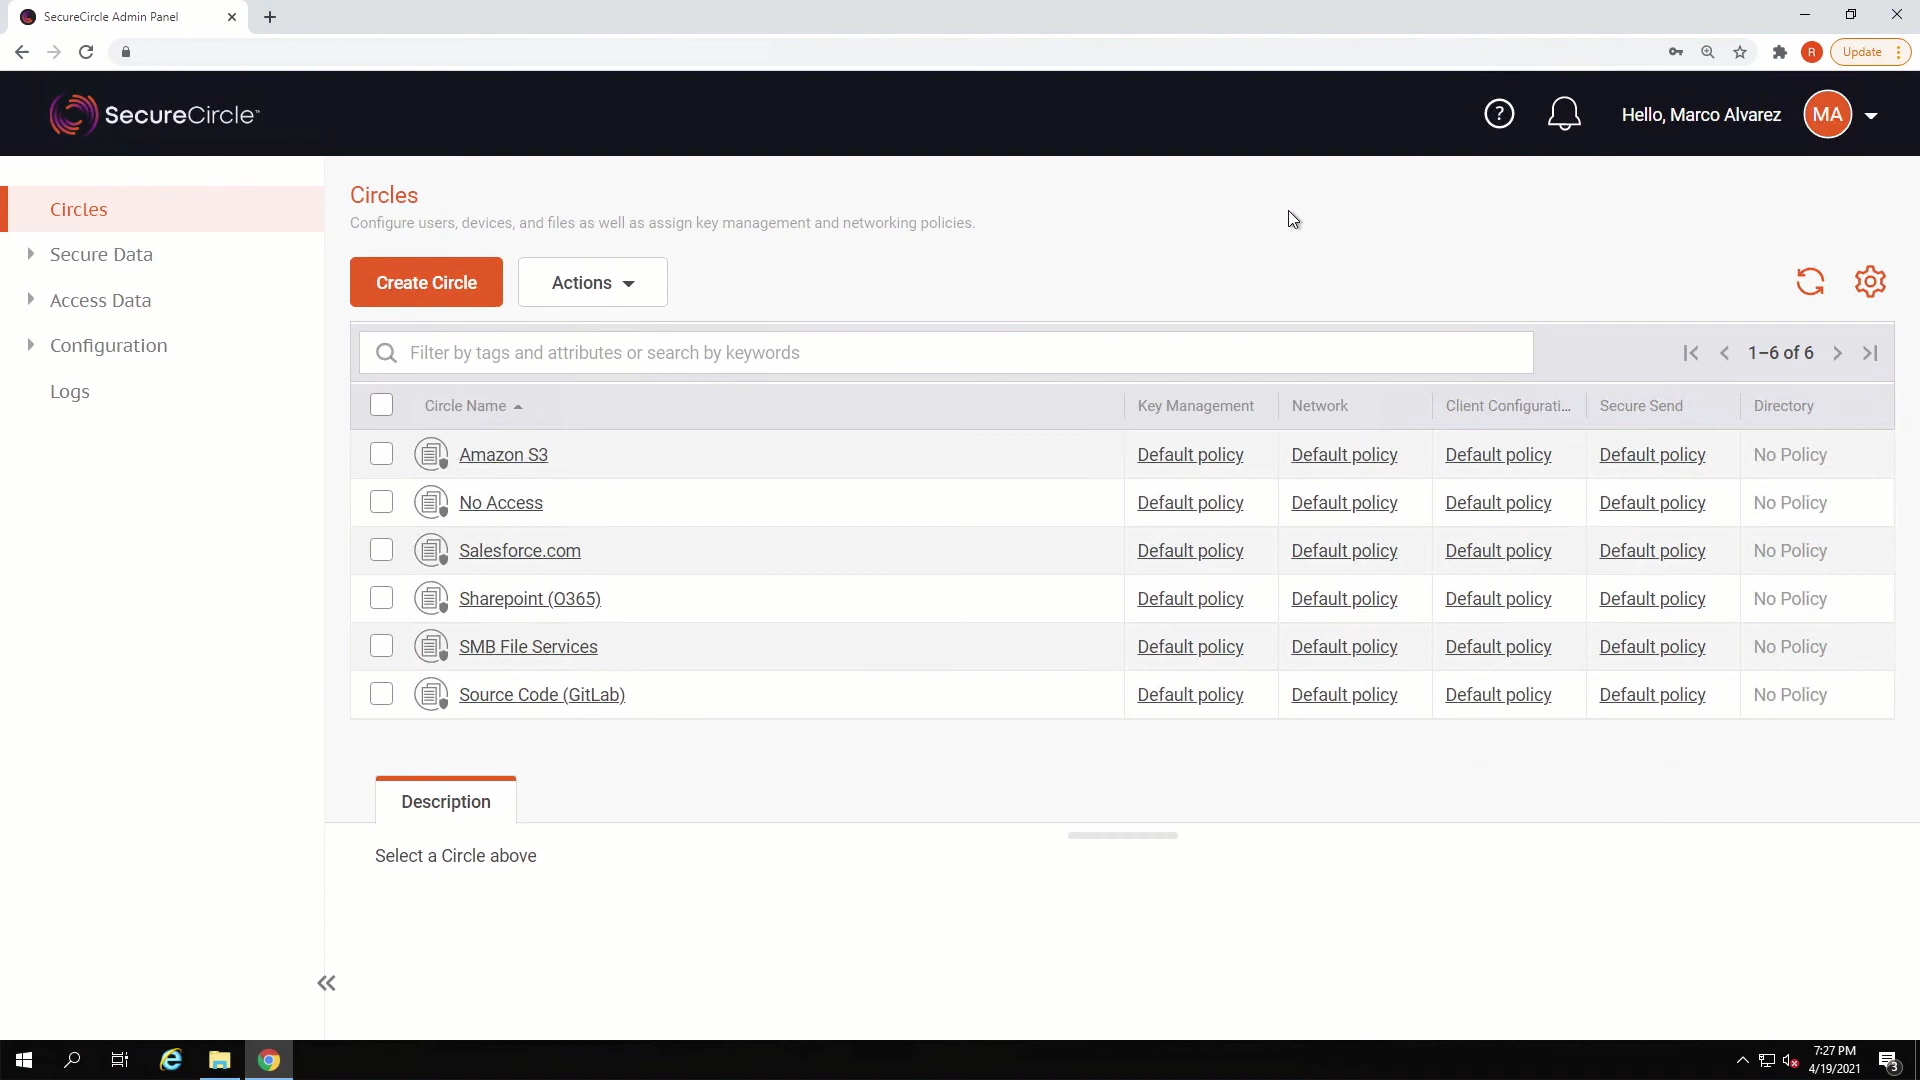 SecureCircle Admin Panel
R
Update
SecureCircle™
?
Hello, Marco Alvarez
MA
Circles
Secure Data
Access Data
Configuration
Logs
Circles
Configure users, devices, and files as well as assign key management and networking policies.
Create Circle
Actions
Filter by tags and attributes or search by keywords
1–6 of 6
Circle Name Key Management Network Client Configurati... Secure Send Directory
Amazon S3 Default policy Default policy Default policy Default policy No Policy
No Access Default policy Default policy Default policy Default policy No Policy
Salesforce.com Default policy Default policy Default policy Default policy No Policy
Sharepoint (O365) Default policy Default policy Default policy Default policy No Policy
SMB File Services Default policy Default policy Default policy Default policy No Policy
Source Code (GitLab) Default policy Default policy Default policy Default policy No Policy
Description
Select a Circle above
7:27 PM
4/19/2021
3